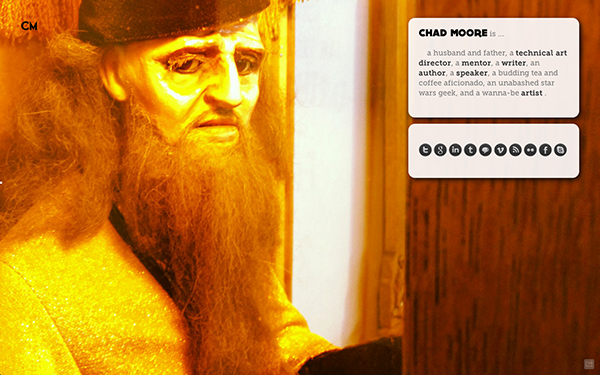 CM
CHAD MOORE is ...
a husband and father, a technical art
director, a mentor, a writer, an
author, a speaker, a budding tea and
coffee aficionado, an unabashed star
wars geek, and a wanna-be artist .